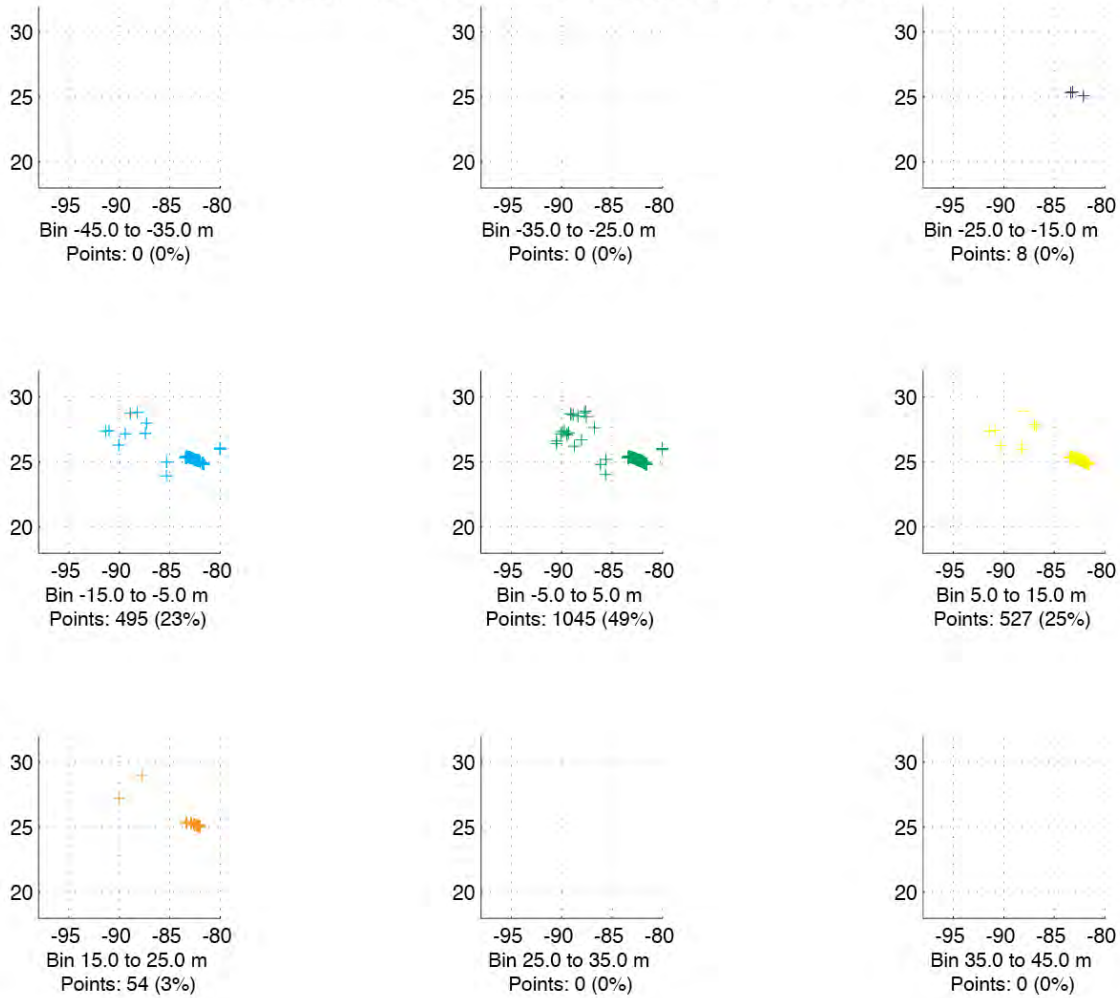 30 30 30
25 25 25
20 20 20
-95 -90 -85 -80 -95 -90 -85 -80 -95 -90 -85 -80
Bin -45.0 to -35.0 m Bin -35.0 to -25.0 m Bin -25.0 to -15.0 m
Points: 0 (0%) Points: 0 (0%) Points: 8 (0%)
30 30 30
25 25 25
20 20 20
-95 -90 -85 -80 -95 -90 -85 -80 -95 -90 -85 -80
Bin -15.0 to -5.0 m Bin -5.0 to 5.0 m Bin 5.0 to 15.0 m
Points: 495 (23%) Points: 1045 (49%) Points: 527 (25%)
30 30 30
25 25 25
20 20 20
-95 -90 -85 -80 -95 -90 -85 -80 -95 -90 -85 -80
Bin 15.0 to 25.0 m Bin 25.0 to 35.0 m Bin 35.0 to 45.0 m
Points: 54 (3%) Points: 0 (0%) Points: 0 (0%)